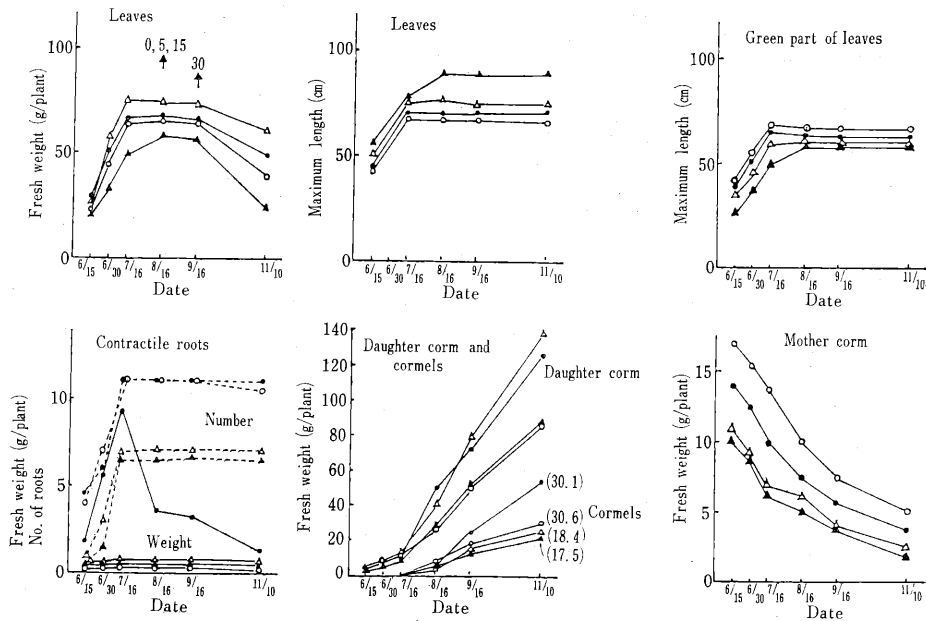 Leaves
0, 5, 15
30
100
50
0
Fresh weight (g/plant)
6/15 6/30 7/16 8/16 9/16 11/10
Date
Leaves
100
50
0
Maximum length (cm)
6/15 6/30 7/16 8/16 9/16 11/10
Date
Green part of leaves
100
50
0
Maximum length (cm)
6/15 6/30 7/16 8/16 9/16 11/10
Date
Contractile roots
Number
Weight
10
5
0
Fresh weight (g/plant)
No. of roots
6/15 6/30 7/16 8/16 9/16 11/10
Date
Daughter corm and
cormels
Daughter corm
(30.1)
Cormels
(30.6)
(18.4)
(17.5)
140
120
100
80
60
40
20
0
Fresh weight (g/plant)
6/15 6/30 7/16 8/16 9/16 11/10
Date
Mother corm
15
10
5
0
Fresh weight (g/plant)
6/15 6/30 7/16 8/16 9/16 11/10
Date